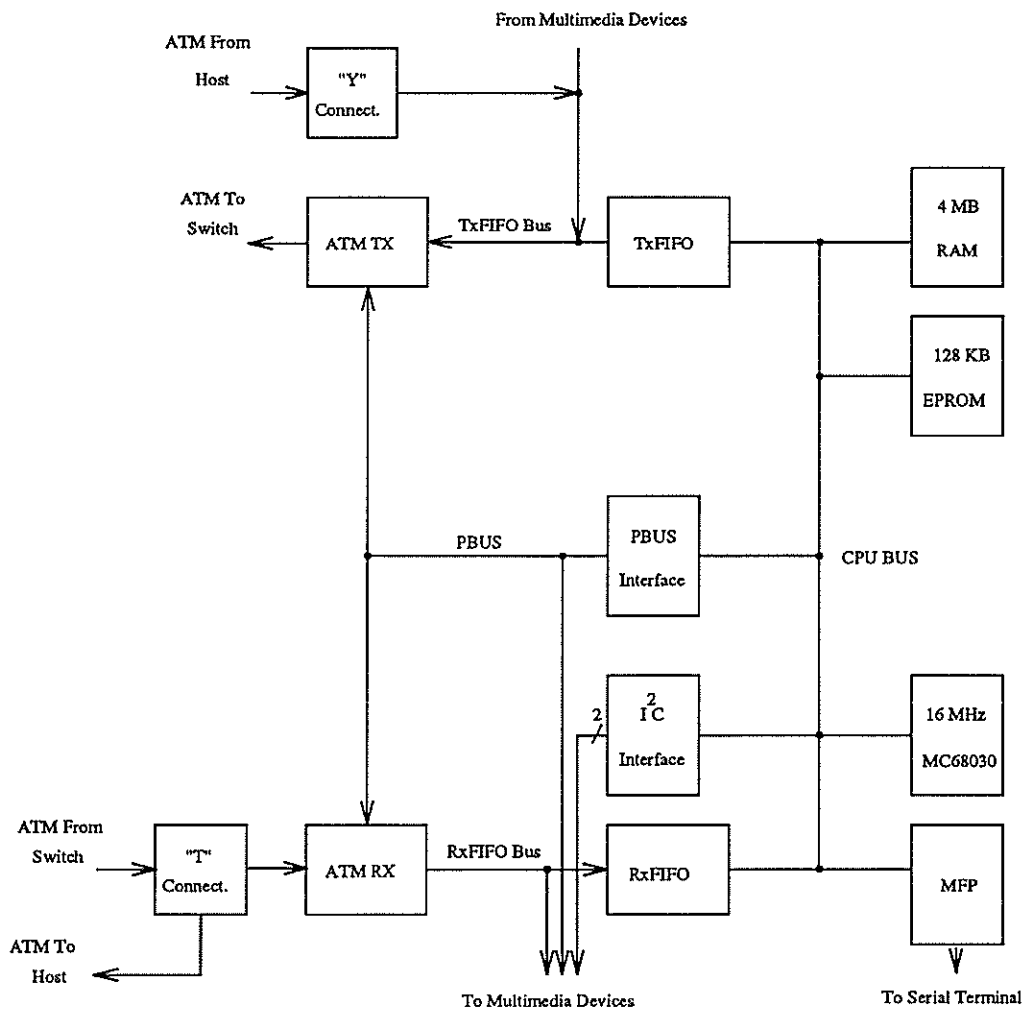 From Multimedia Devices
ATM From
Host
"Y"
Connect.
ATM To
Switch
ATM TX
TxFIFO Bus
TxFIFO
4 MB
RAM
128 KB
EPROM
PBUS
PBUS
Interface
CPU BUS
2
2
I C
Interface
16 MHz
MC68030
ATM From
Switch
"T"
Connect.
ATM RX
RxFIFO Bus
RxFIFO
MFP
ATM To
Host
To Multimedia Devices
To Serial Terminal